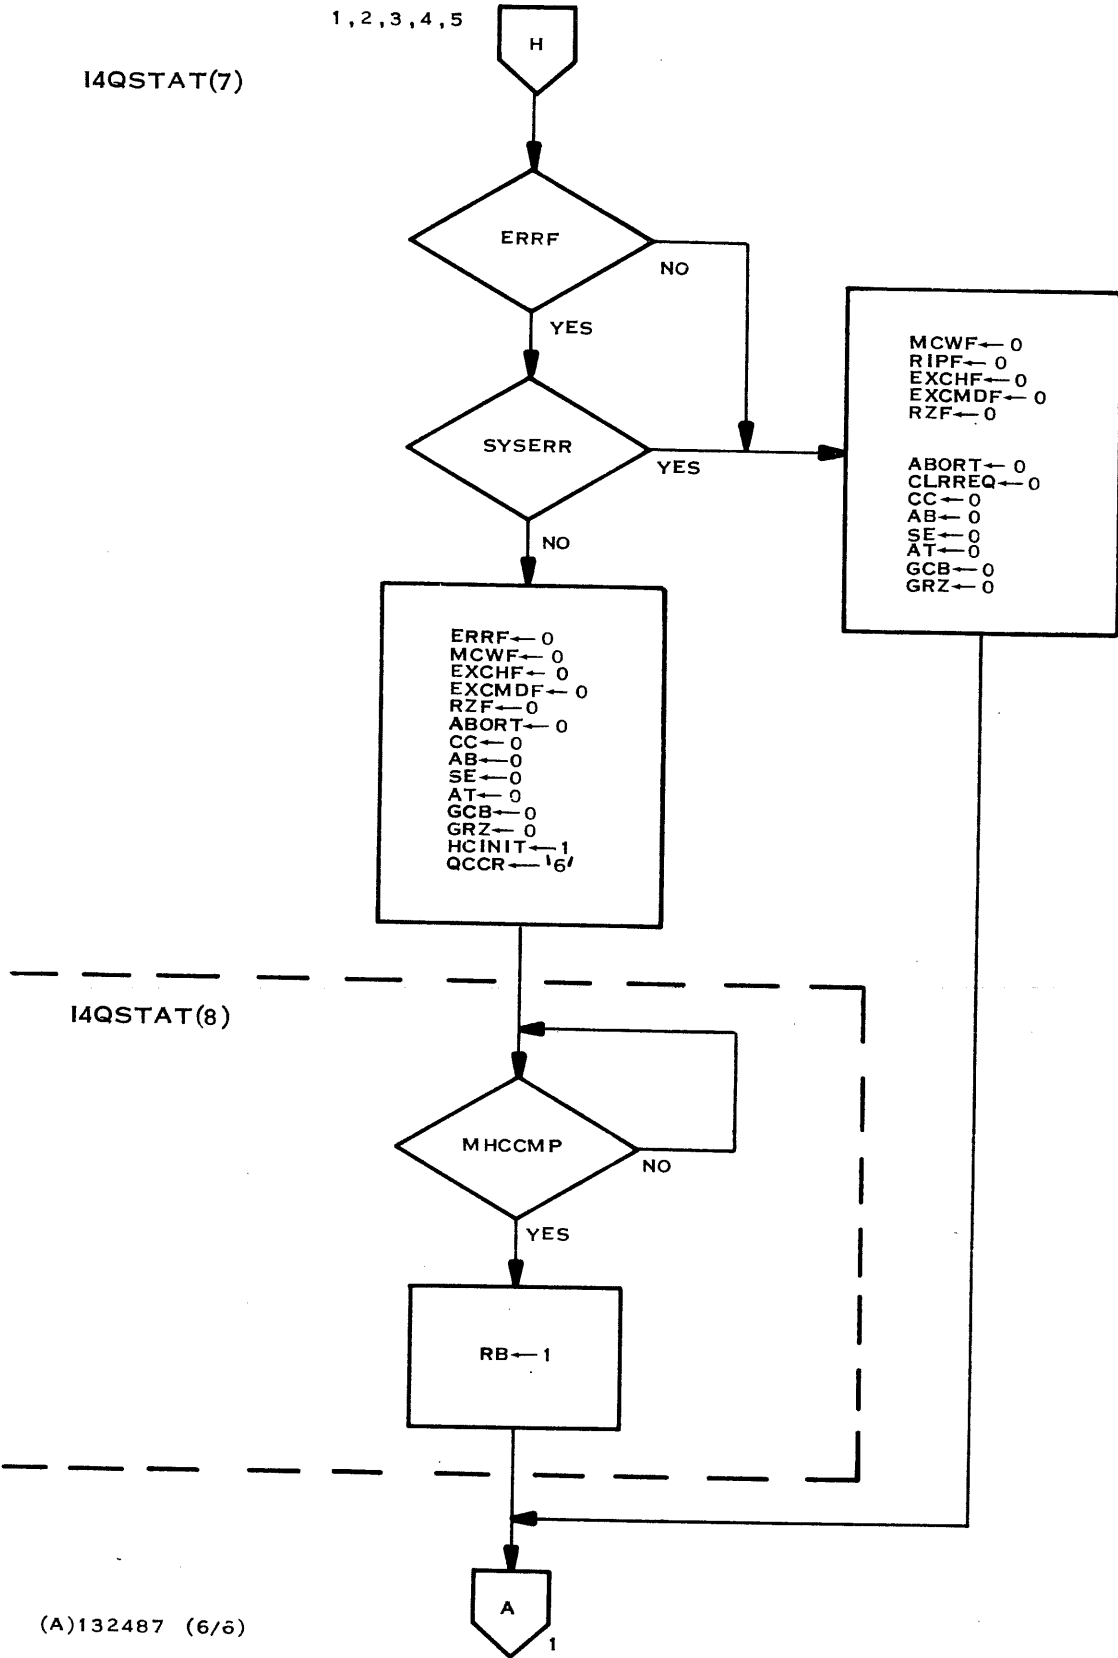 1,2,3,4,5
H
I4QSTAT(7)
ERRF
NO
YES
SYSERR
YES
NO
MCWF←0
RIPF←0
EXCHF←0
EXCMDF←0
RZF←0
ABORT←0
CLRREQ←0
CC←0
AB←0
SE←0
AT←0
GCB←0
GRZ←0
ERRF←0
MCWF←0
EXCHF←0
EXCMDF←0
RZF←0
ABORT←0
CC←0
AB←0
SE←0
AT←0
GCB←0
GRZ←0
HCINIT←1
QCCR←'6'
I4QSTAT(8)
MHCCMP
NO
YES
RB←1
A
1
(A)132487 (6/6)